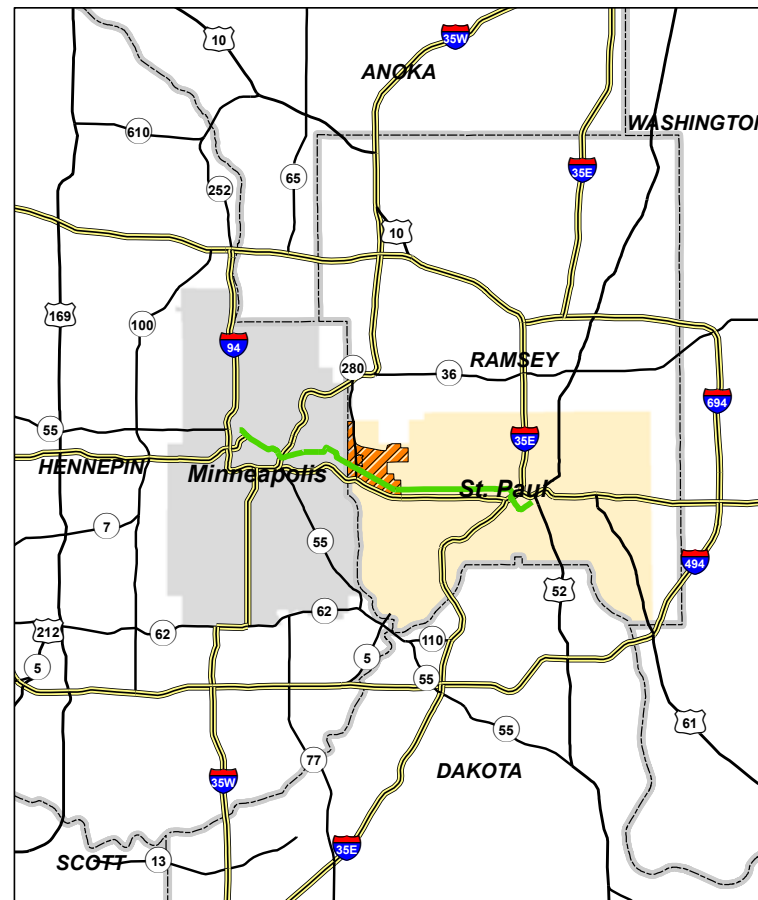 10
35W
ANOKA
WASHINGTON
610
65
35E
252
10
169
100
94
280
RAMSEY
36
694
55
35E
HENNEPIN
Minneapolis
St. Paul
7
55
494
52
62
212
62
110
5
5
55
61
55
77
DAKOTA
35W
35E
SCOTT
13